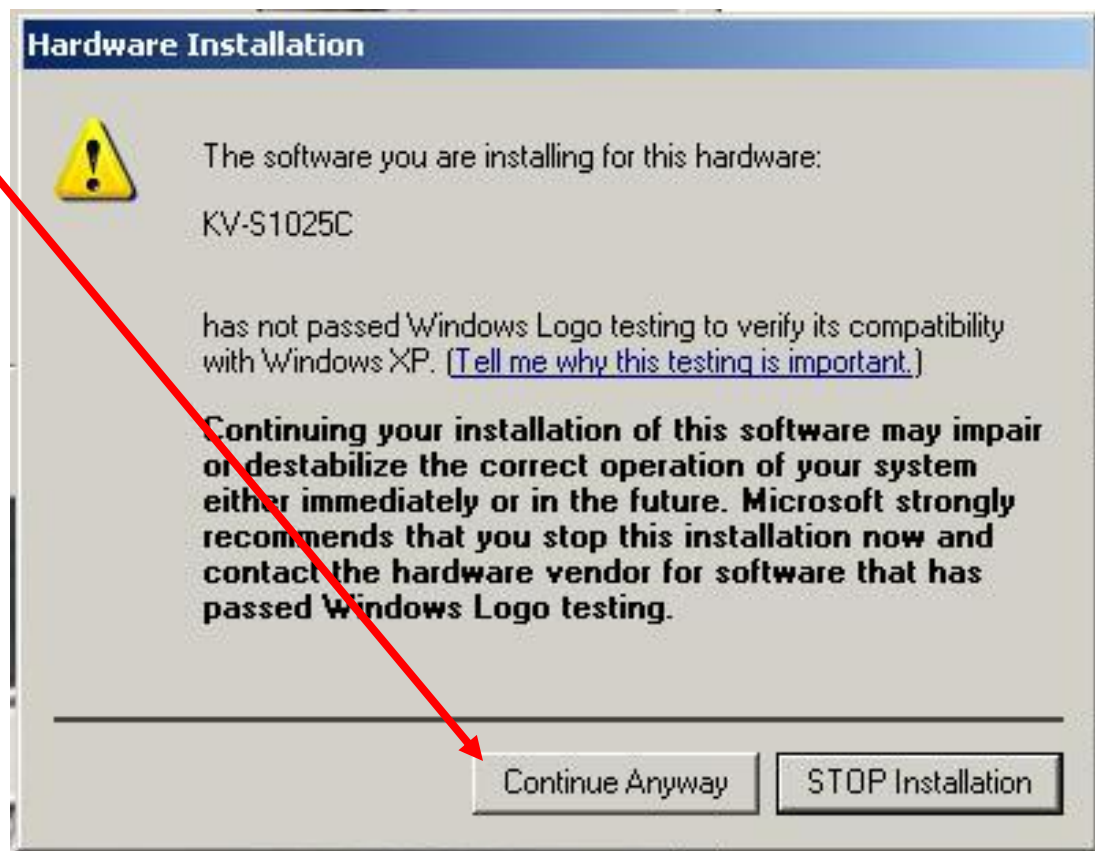 Hardware Installation
The software you are installing for this hardware:
KV-S1025C
has not passed Windows Logo testing to verify its compatibility
with Windows XP. (Tell me why this testing is important.)
Continuing your installation of this software may impair
or destabilize the correct operation of your system
either immediately or in the future. Microsoft strongly
recommends that you stop this installation now and
contact the hardware vendor for software that has
passed Windows Logo testing.
Continue Anyway
STOP Installation